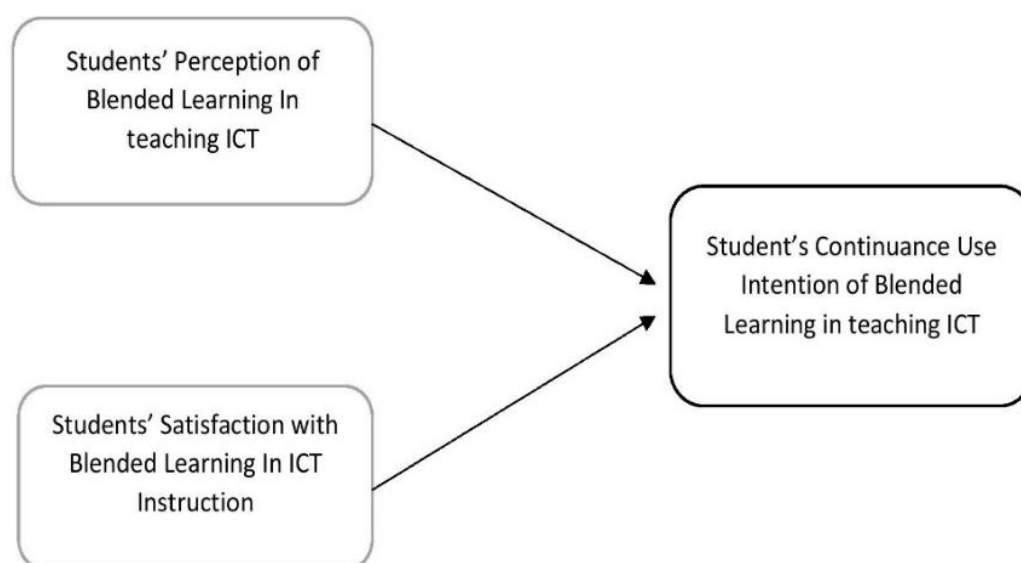 Students’ Perception of
Blended Learning In
teaching ICT
Student’s Continuance Use
Intention of Blended
Learning in teaching ICT
Students’ Satisfaction with
Blended Learning In ICT
Instruction